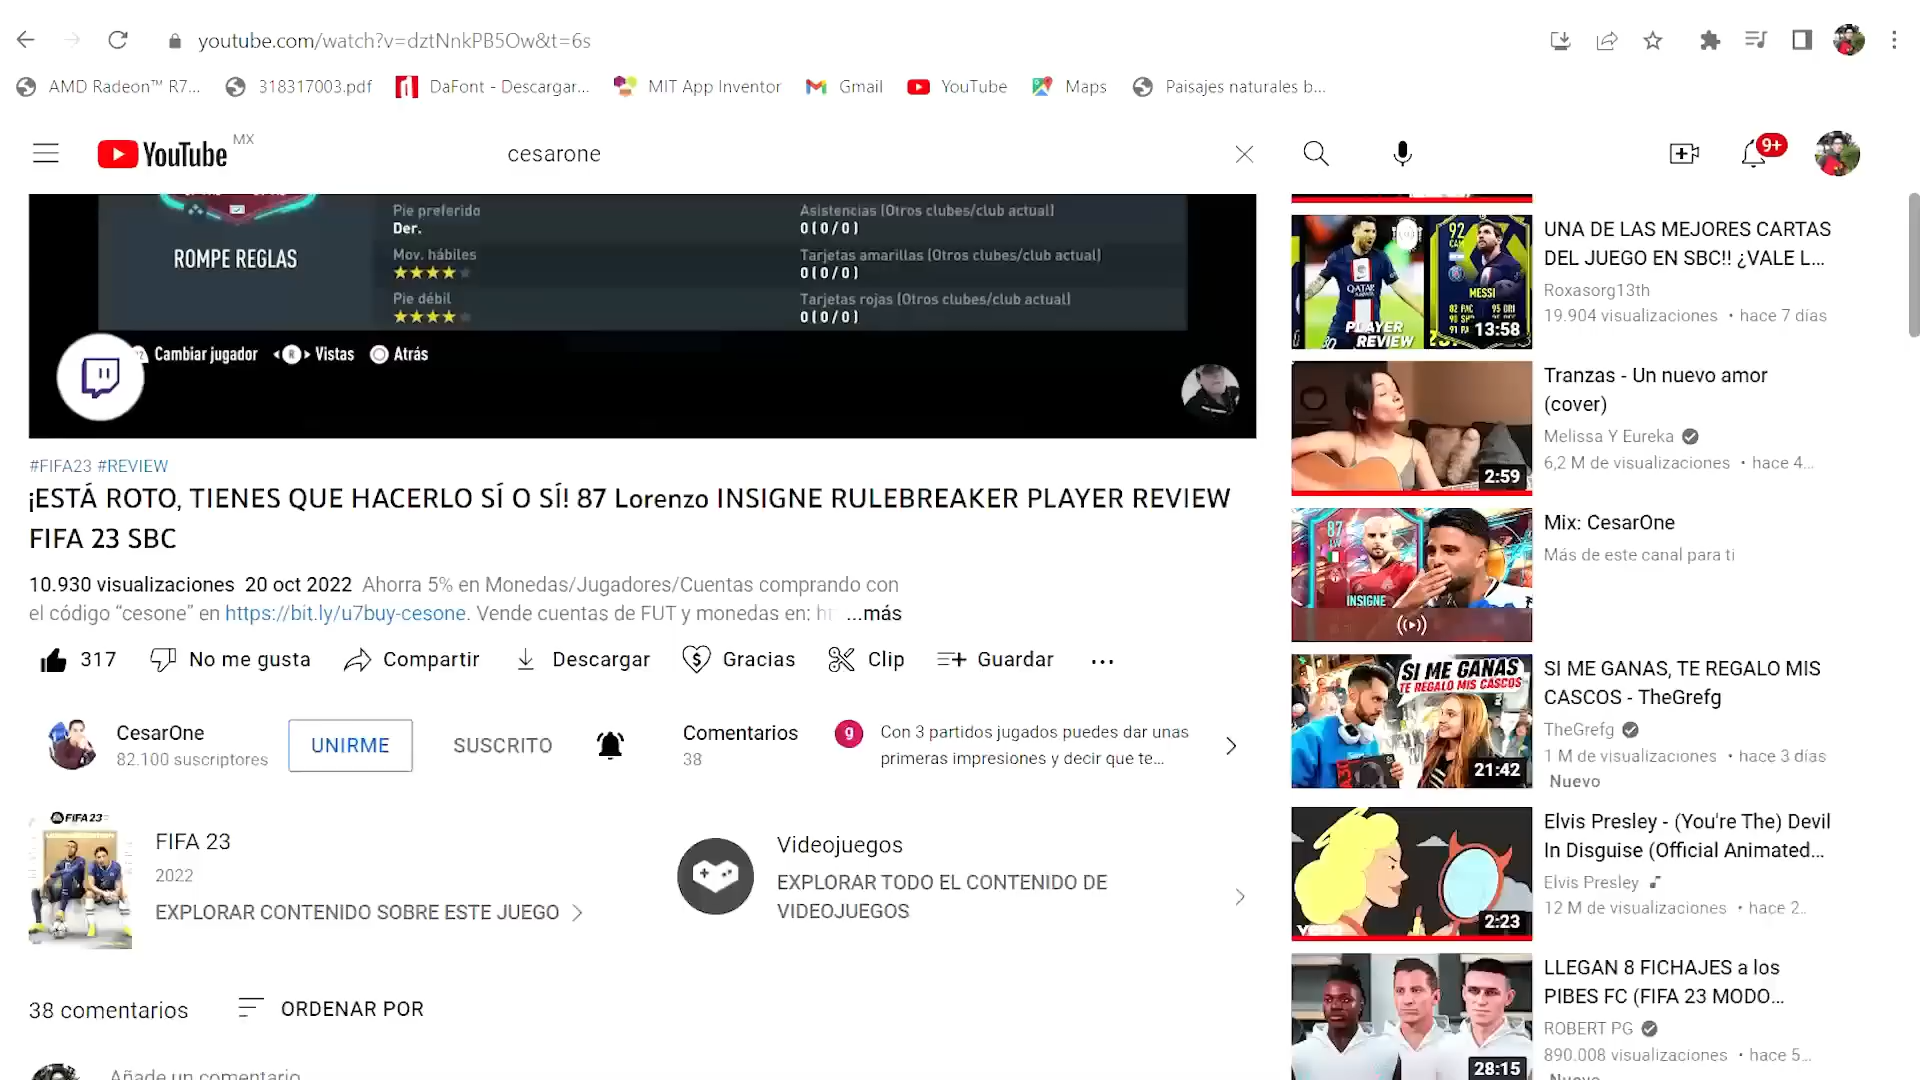 youtube.com/watch?v=dztNnkPB5Ow&t=6s
AMD Radeon™ R7...
318317003.pdf
DaFont - Descargar...
MIT App Inventor
Gmail
YouTube
Maps
Paisajes naturales b...
YouTube MX
cesarone
9+
ROMPE REGLAS
Pie preferido
Der.
Mov. hábiles
Pie débil
Asistencias (Otros clubes/club actual)
0 ( 0 / 0 )
Tarjetas amarillas (Otros clubes/club actual)
0 ( 0 / 0 )
Tarjetas rojas (Otros clubes/club actual)
0 ( 0 / 0 )
Cambiar jugador R Vistas Atrás
#FIFA23 #REVIEW
¡ESTÁ ROTO, TIENES QUE HACERLO SÍ O SÍ! 87 Lorenzo INSIGNE RULEBREAKER PLAYER REVIEW
FIFA 23 SBC
10.930 visualizaciones 20 oct 2022 Ahorra 5% en Monedas/Jugadores/Cuentas comprando con
el código “cesone” en https://bit.ly/u7buy-cesone. Vende cuentas de FUT y monedas en: ...más
317
No me gusta
Compartir
Descargar
Gracias
Clip
Guardar
CesarOne
82.100 suscriptores
UNIRME
SUSCRITO
Comentarios
38
g
Con 3 partidos jugados puedes dar unas
primeras impresiones y decir que te...
FIFA 23
FIFA 23
2022
EXPLORAR CONTENIDO SOBRE ESTE JUEGO
Videojuegos
EXPLORAR TODO EL CONTENIDO DE
VIDEOJUEGOS
38 comentarios
ORDENAR POR
Añade un comentario
92
CAM
QATAR
MESSI
82 PAC 95 DRI
PLAYER
REVIEW
13:58
UNA DE LAS MEJORES CARTAS
DEL JUEGO EN SBC!! ¿VALE L...
Roxasorg13th
19.904 visualizaciones • hace 7 días
2:59
Tranzas - Un nuevo amor
(cover)
Melissa Y Eureka
6,2 M de visualizaciones • hace 4...
87
INSIGNE
Mix: CesarOne
Más de este canal para ti
SI ME GANAS
TE REGALO MIS CASCOS
21:42
SI ME GANAS, TE REGALO MIS
CASCOS - TheGrefg
TheGrefg
1 M de visualizaciones • hace 3 días
Nuevo
2:23
Elvis Presley - (You're The) Devil
In Disguise (Official Animated...
Elvis Presley
12 M de visualizaciones • hace 2..
28:15
LLEGAN 8 FICHAJES a los
PIBES FC (FIFA 23 MODO...
ROBERT PG
890.008 visualizaciones • hace 5...
Nuevo